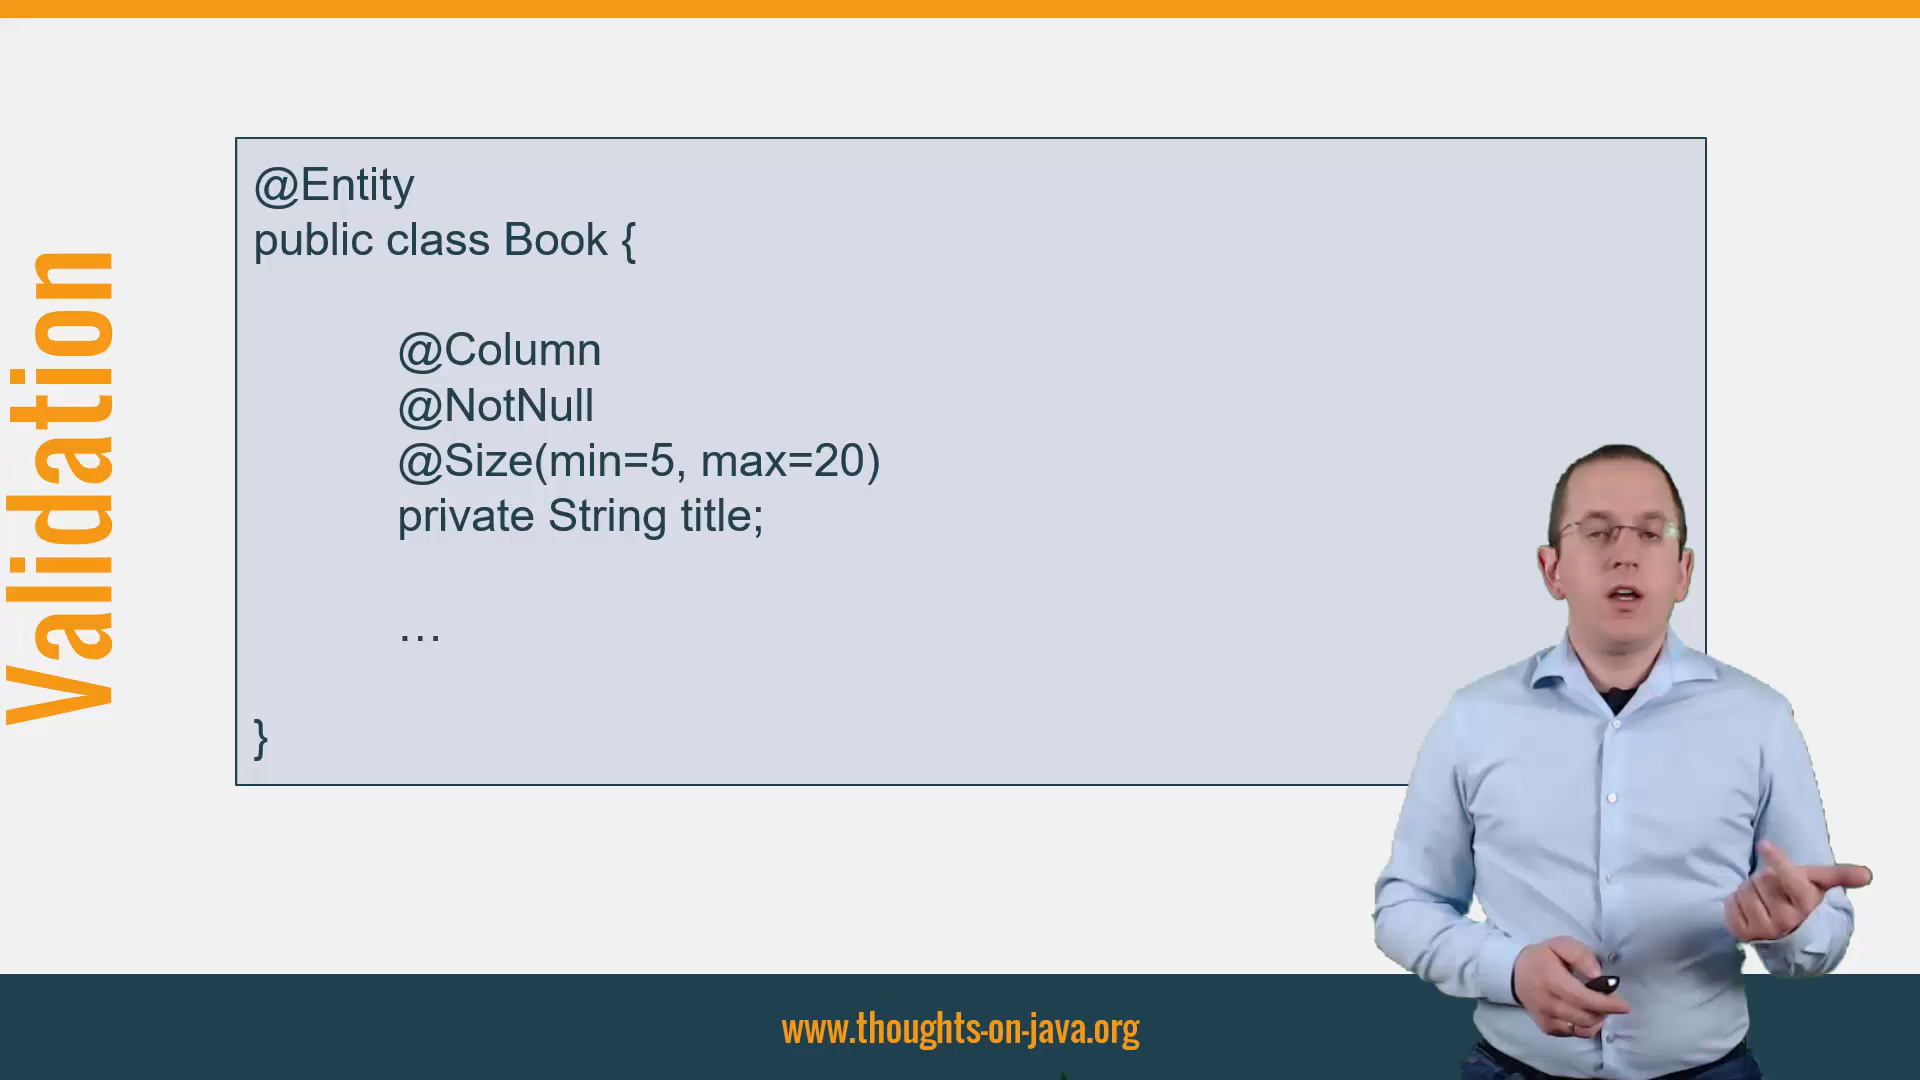 Validation
@Entity
public class Book {
@Column
@NotNull
@Size(min=5, max=20)
private String title;
…
}
www.thoughts-on-java.org